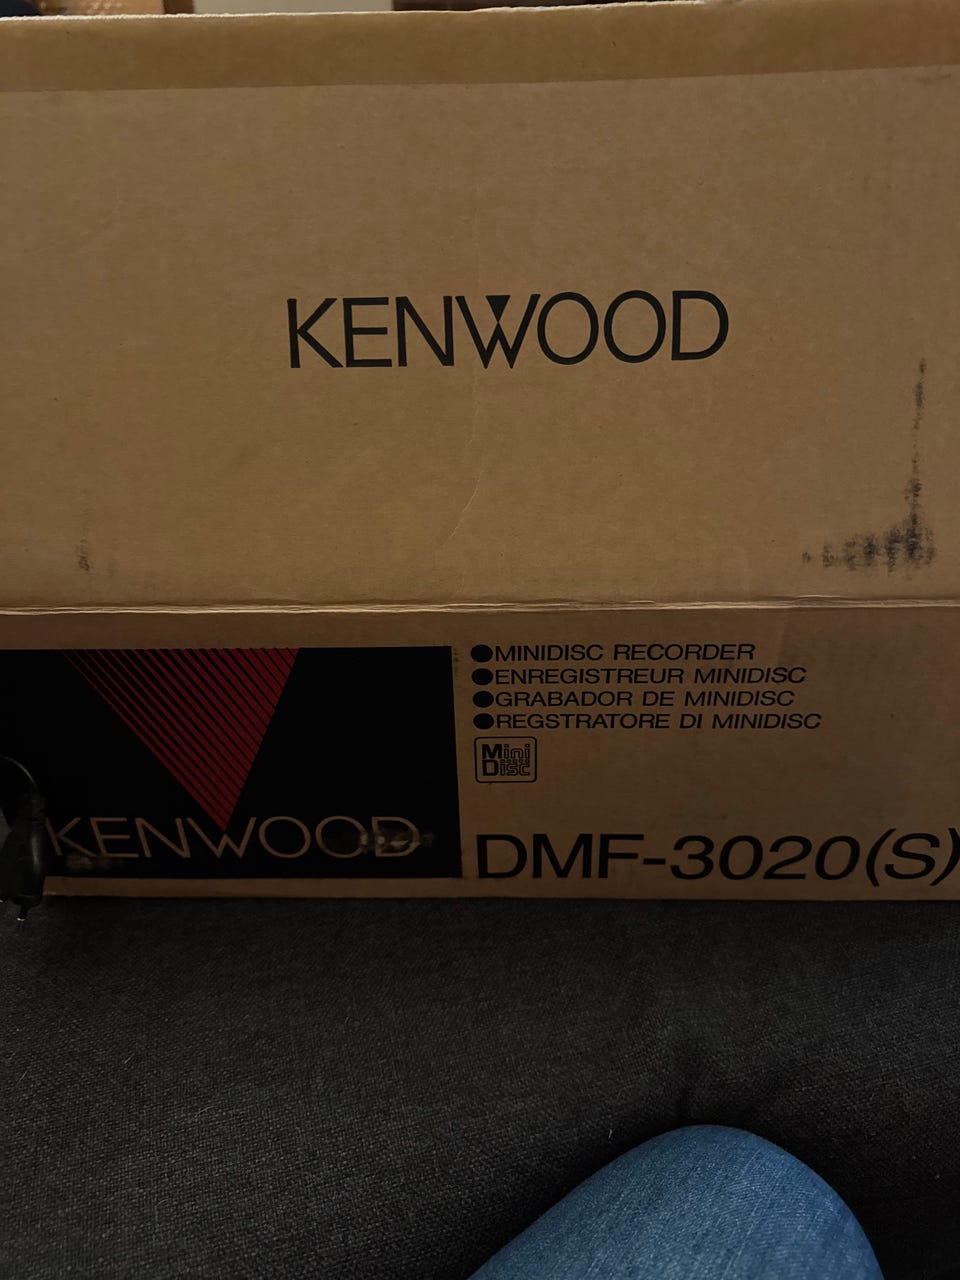 KENWOOD
●MINIDISC RECORDER
●ENREGISTREUR MINIDISC
●GRABADOR DE MINIDISC
●REGSTRATORE DI MINIDISC
Mini
Disc
KENWOOD
DMF-3020(S)